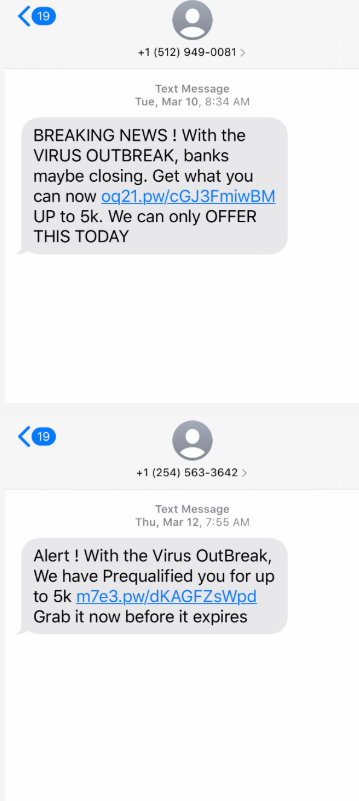 19
+1 (512) 949-0081 >
Text Message
Tue, Mar 10, 8:34 AM
BREAKING NEWS ! With the
VIRUS OUTBREAK, banks
maybe closing. Get what you
can now oq21.pw/cGJ3FmiwBM
UP to 5k. We can only OFFER
THIS TODAY
19
+1 (254) 563-3642 >
Text Message
Thu, Mar 12, 7:55 AM
Alert ! With the Virus OutBreak,
We have Prequalified you for up
to 5k m7e3.pw/dKAGFZsWpd
Grab it now before it expires